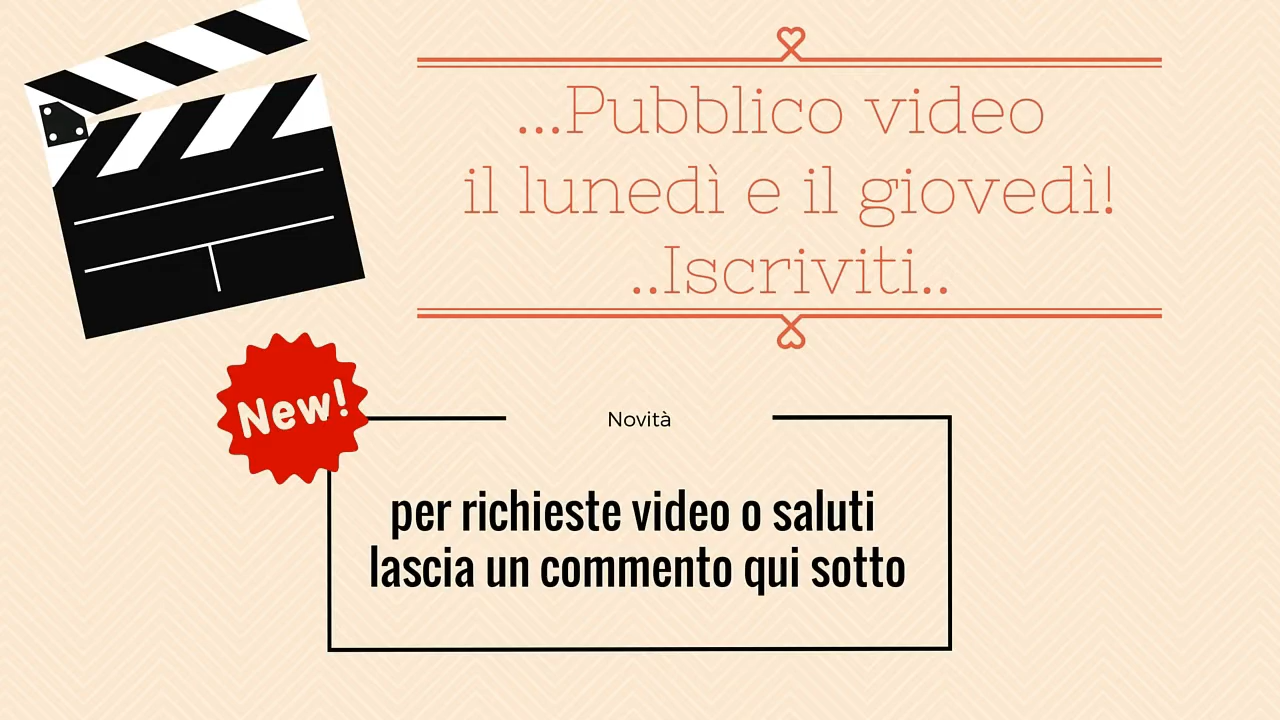 ...Pubblico video
il lunedì e il giovedì!
..Iscriviti..
New!
Novità
per richieste video o saluti
lascia un commento qui sotto